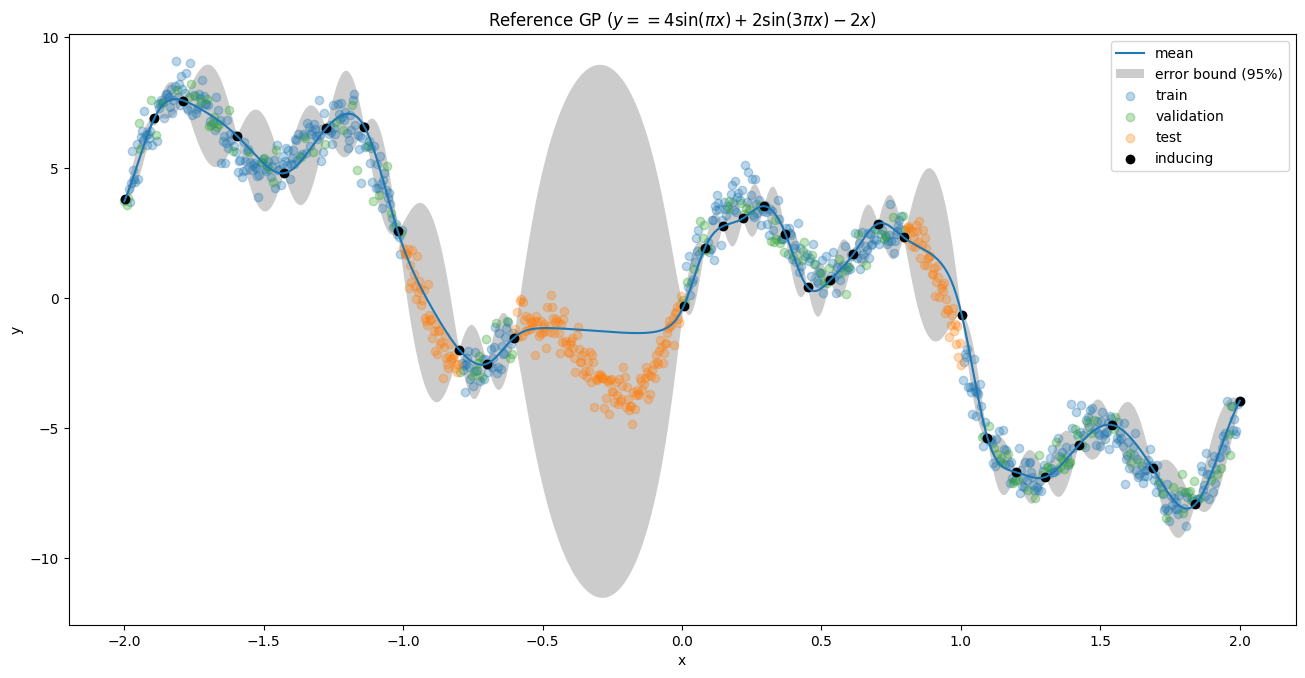 Reference GP (y == 4sin(πx) + 2sin(3πx) − 2x)
mean
error bound (95%)
train
validation
test
inducing
10
5
0
−5
−10
y
−2.0 −1.5 −1.0 −0.5 0.0 0.5 1.0 1.5 2.0
x